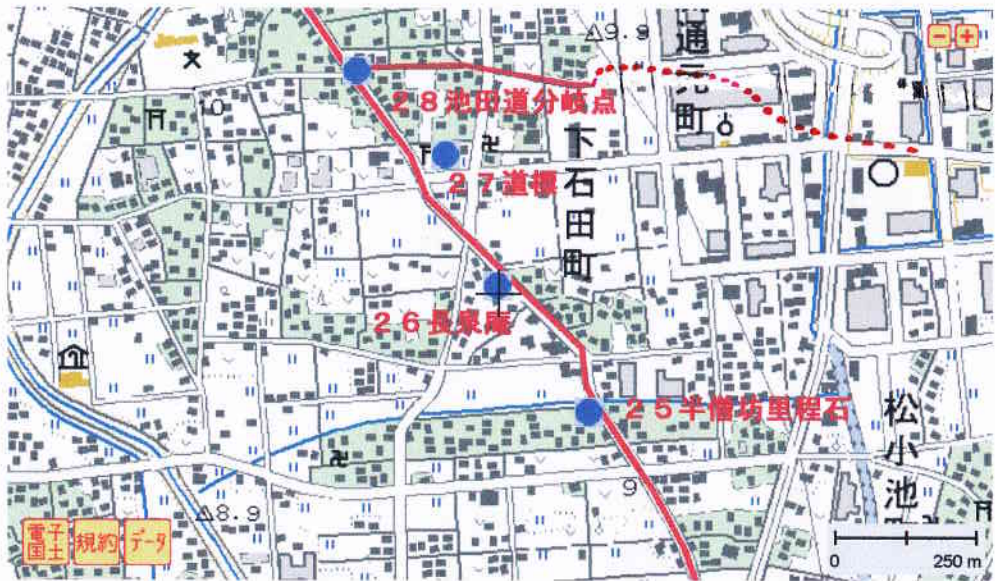 9.9
通元町
10
28池田道分岐点
27道標
下石田町
26長泉庵
25半僧坊里程石
松小池
9
8.9
電子国土
規約
データ
0 250 m